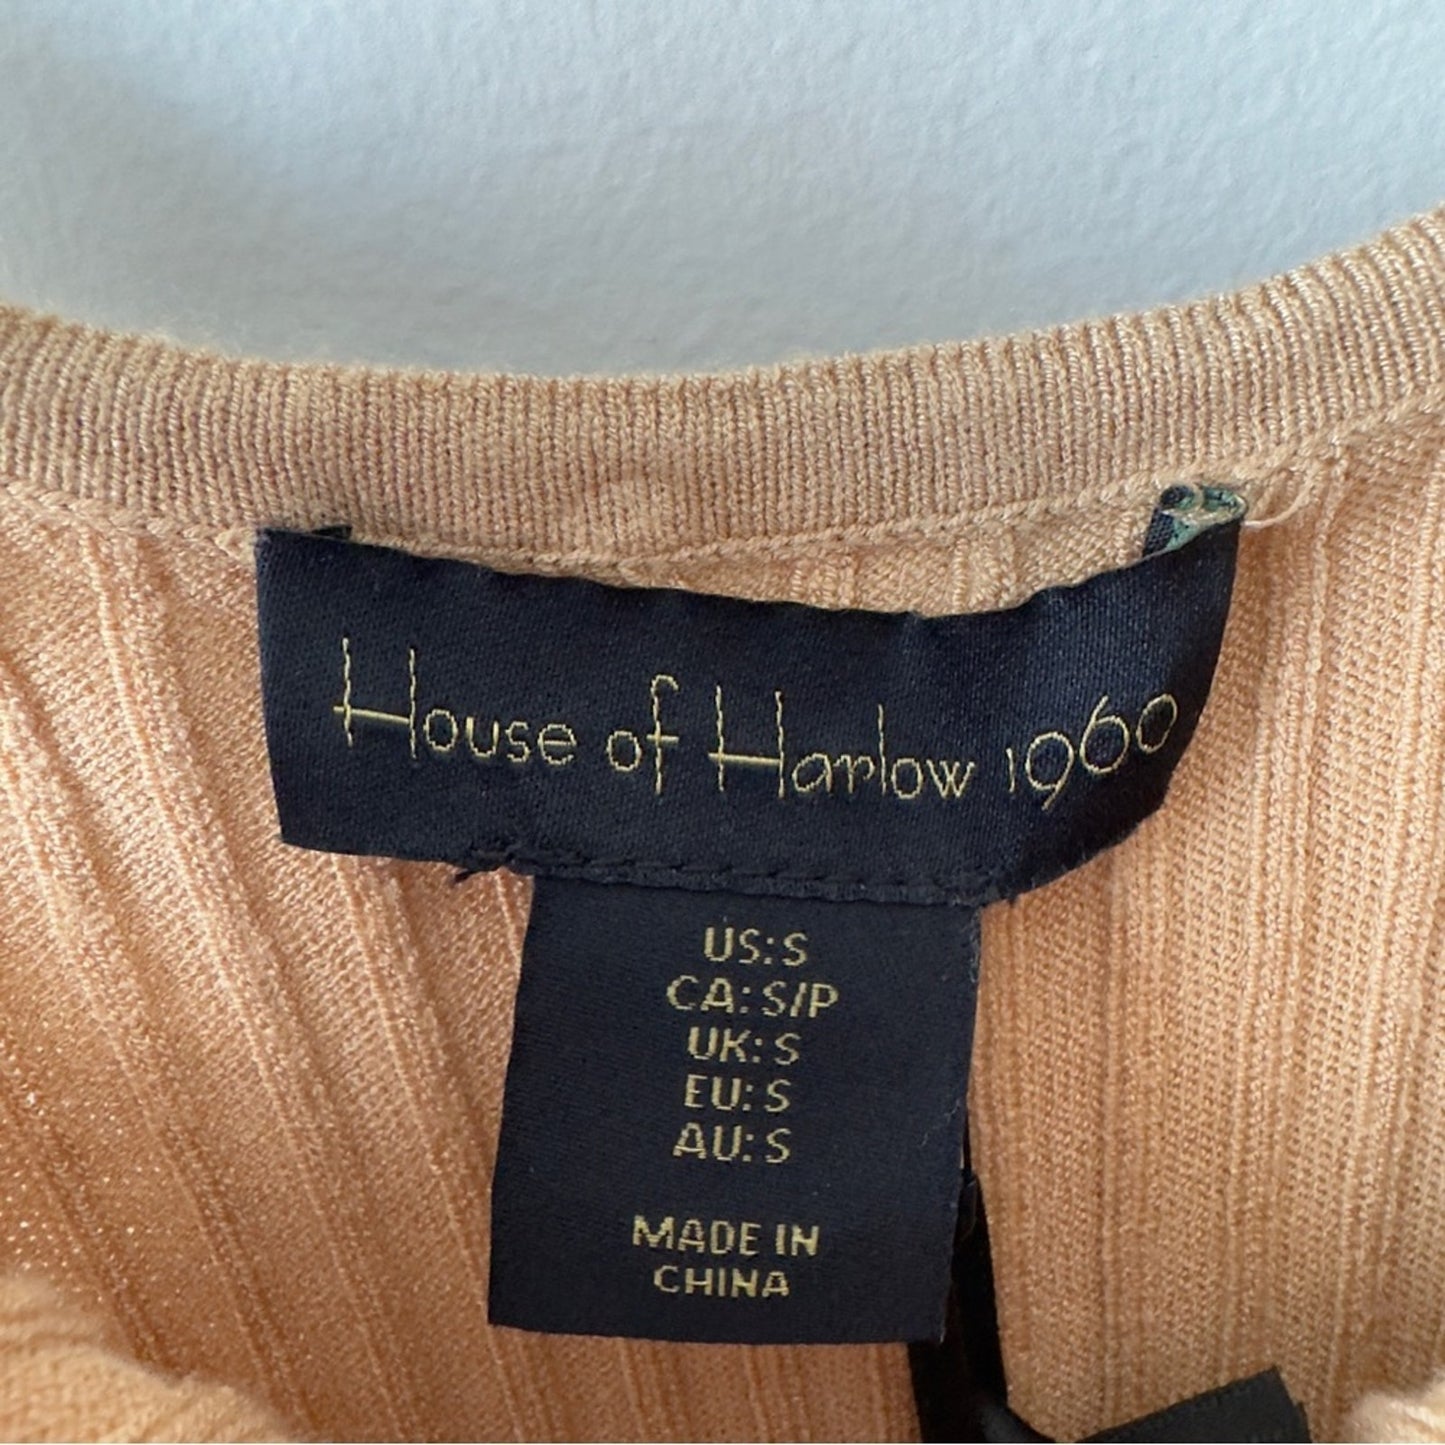 House of Harlow 1960
US: S
CA: S/P
UK: S
EU: S
AU: S
MADE IN
CHINA